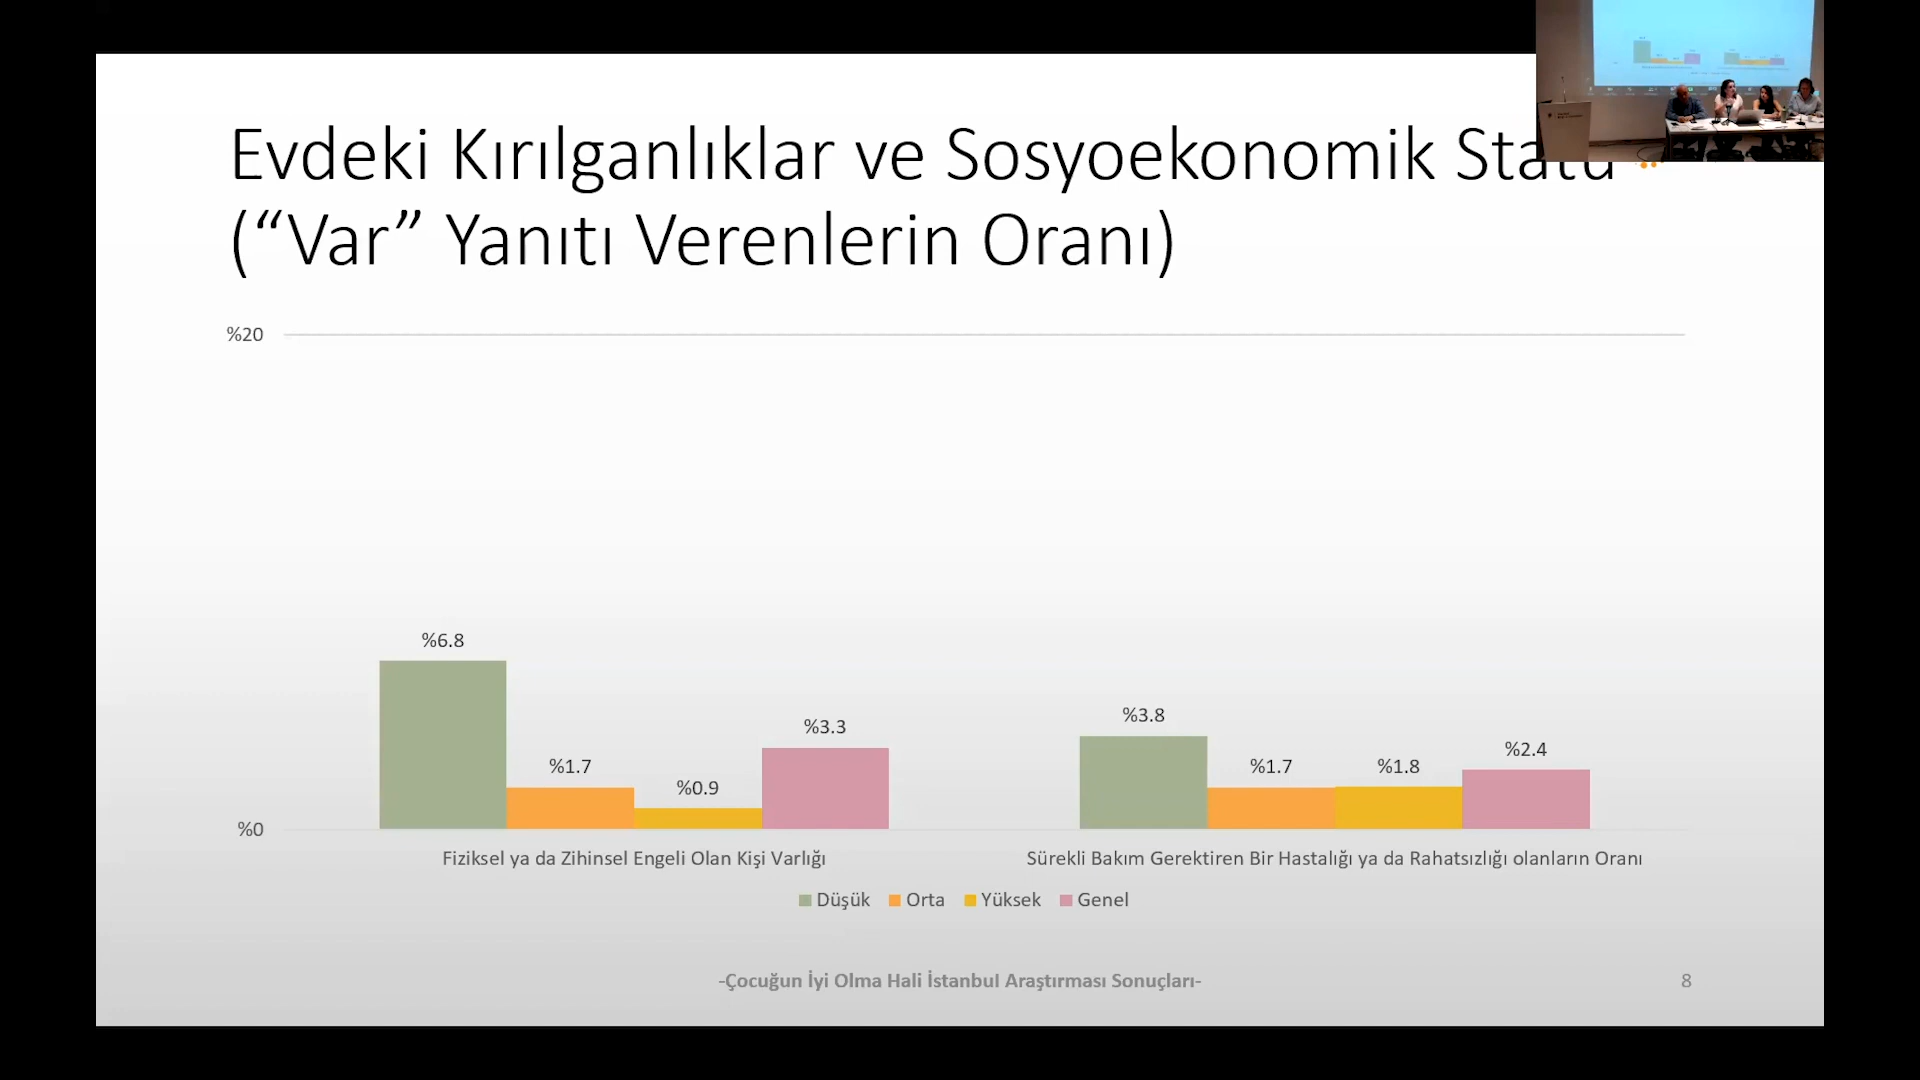 Evdeki Kırılganlıklar ve Sosyoekonomik Statü
(“Var” Yanıtı Verenlerin Oranı)
%20
%6.8
%1.7
%0.9
%3.3
%3.8
%1.7
%1.8
%2.4
%0
Fiziksel ya da Zihinsel Engeli Olan Kişi Varlığı
Sürekli Bakım Gerektiren Bir Hastalığı ya da Rahatsızlığı olanların Oranı
Düşük Orta Yüksek Genel
-Çocuğun İyi Olma Hali İstanbul Araştırması Sonuçları-
8